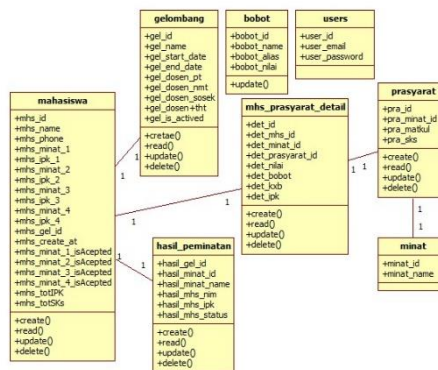 gelombang
+gel_id
+gel_name
+gel_start_date
+gel_end_date
+gel_dosen_pt
+gel_dosen_nmt
+gel_dosen_sosek
+gel_dosen+tht
+gel_is_actived
+cretae()
+read()
+update()
+delete()
bobot
+bobot_id
+bobot_name
+bobot_alias
+bobot_nilai
+update()
users
+user_id
+user_email
+user_password
mahasiswa
+mhs_id
+mhs_name
+mhs_phone
+mhs_minat_1
+mhs_ipk_1
+mhs_minat_2
+mhs_ipk_2
+mhs_minat_3
+mhs_ipk_3
+mhs_minat_4
+mhs_ipk_4
+mhs_gel_id
+mhs_create_at
+mhs_minat_1_isAcepted
+mhs_minat_2_isAcepted
+mhs_minat_3_isAcepted
+mhs_minat_4_isAcepted
+mhs_totIPK
+mhs_totSKs
+create()
+read()
+update()
+delete()
mhs_prasyarat_detail
+det_id
+det_mhs_id
+det_minat_id
+det_prasyarat_id
+det_nilai
+det_bobot
+det_kxb
+det_ipk
+create()
+read()
+update()
+delete()
prasyarat
+pra_id
+pra_minat_id
+pra_matkul
+pra_sks
+create()
+read()
+update()
+delete()
hasil_peminatan
+hasil_gel_id
+hasil_minat_id
+hasil_minat_name
+hasil_mhs_nim
+hasil_mhs_ipk
+hasil_mhs_status
+create()
+read()
+update()
+delete()
minat
+minat_id
+minat_name
1
1
1
1
1
1
1
1
1
1